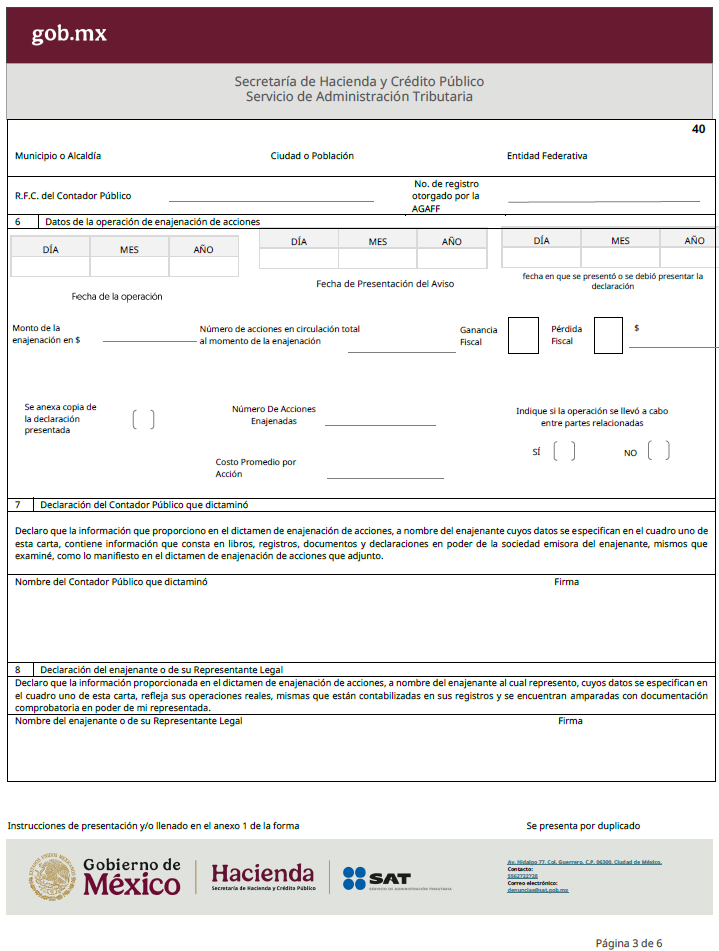 gob.mx
Secretaría de Hacienda y Crédito Público
Servicio de Administración Tributaria
40
Municipio o Alcaldía Ciudad o Población Entidad Federativa
R.F.C. del Contador Público
No. de registro
otorgado por la
AGAFF
6 Datos de la operación de enajenación de acciones
DÍA MES AÑO
Fecha de la operación
DÍA MES AÑO
Fecha de Presentación del Aviso
DÍA MES AÑO
fecha en que se presentó o se debió presentar la
declaración
Monto de la
enajenación en $
Número de acciones en circulación total
al momento de la enajenación
Ganancia
Fiscal
Pérdida
Fiscal
$
Se anexa copia de
la declaración
presentada
Número De Acciones
Enajenadas
Costo Promedio por
Acción
Indique si la operación se llevó a cabo
entre partes relacionadas
SÍ NO
7 Declaración del Contador Público que dictaminó
Declaro que la información que proporciono en el dictamen de enajenación de acciones, a nombre del enajenante cuyos datos se especifican en el cuadro uno de
esta carta, contiene información que consta en libros, registros, documentos y declaraciones en poder de la sociedad emisora del enajenante, mismos que
examiné, como lo manifiesto en el dictamen de enajenación de acciones que adjunto.
Nombre del Contador Público que dictaminó Firma
8 Declaración del enajenante o de su Representante Legal
Declaro que la información proporcionada en el dictamen de enajenación de acciones, a nombre del enajenante al cual represento, cuyos datos se especifican en
el cuadro uno de esta carta, refleja sus operaciones reales, mismas que están contabilizadas en sus registros y se encuentran amparadas con documentación
comprobatoria en poder de mi representada.
Nombre del enajenante o de su Representante Legal Firma
Instrucciones de presentación y/o llenado en el anexo 1 de la forma Se presenta por duplicado
Gobierno de
México
Hacienda
Secretaría de Hacienda y Crédito Público
SAT
SERVICIO DE ADMINISTRACIÓN TRIBUTARIA
Av. Hidalgo 77, Col. Guerrero, C.P. 06300, Ciudad de México.
Contacto:
5562722728
Correo electrónico:
denuncias@sat.gob.mx
Página 3 de 6